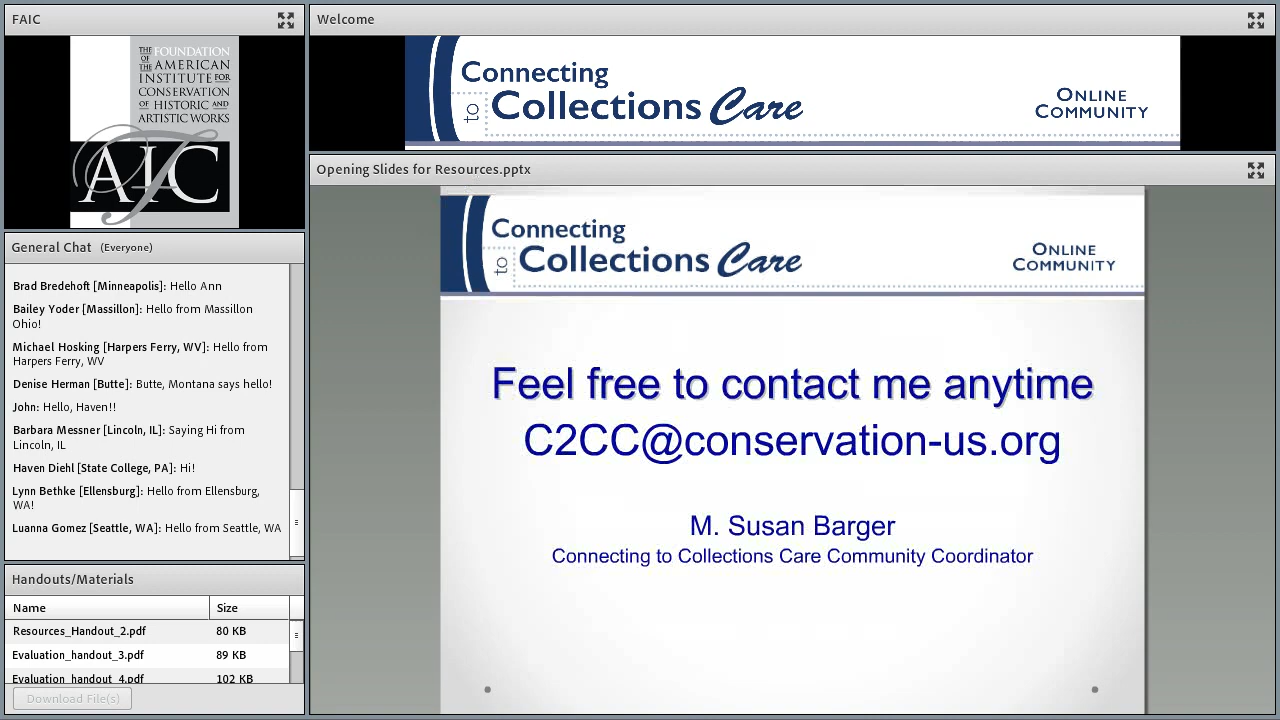 FAIC
THE FOUNDATION
OF THE AMERICAN
INSTITUTE FOR
CONSERVATION
OF HISTORIC AND
ARTISTIC WORKS
AIC
General Chat (Everyone)
Brad Bredehoft [Minneapolis]: Hello Ann
Bailey Yoder [Massillon]: Hello from Massillon
Ohio!
Michael Hosking [Harpers Ferry, WV]: Hello from
Harpers Ferry, WV
Denise Herman [Butte]: Butte, Montana says hello!
John: Hello, Haven!!
Barbara Messner [Lincoln, IL]: Saying Hi from
Lincoln, IL
Haven Diehl [State College, PA]: Hi!
Lynn Bethke [Ellensburg]: Hello from Ellensburg,
WA!
Luanna Gomez [Seattle, WA]: Hello from Seattle, WA
Handouts/Materials
Name Size
Resources_Handout_2.pdf 80 KB
Evaluation_handout_3.pdf 89 KB
Evaluation_handout_4.pdf 102 KB
Download File(s)
Welcome
Connecting
to Collections Care
ONLINE
COMMUNITY
Opening Slides for Resources.pptx
Connecting
to Collections Care
ONLINE
COMMUNITY
Feel free to contact me anytime
C2CC@conservation-us.org
M. Susan Barger
Connecting to Collections Care Community Coordinator